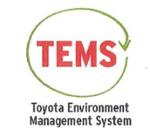 TEMS
Toyota Environment
Management System